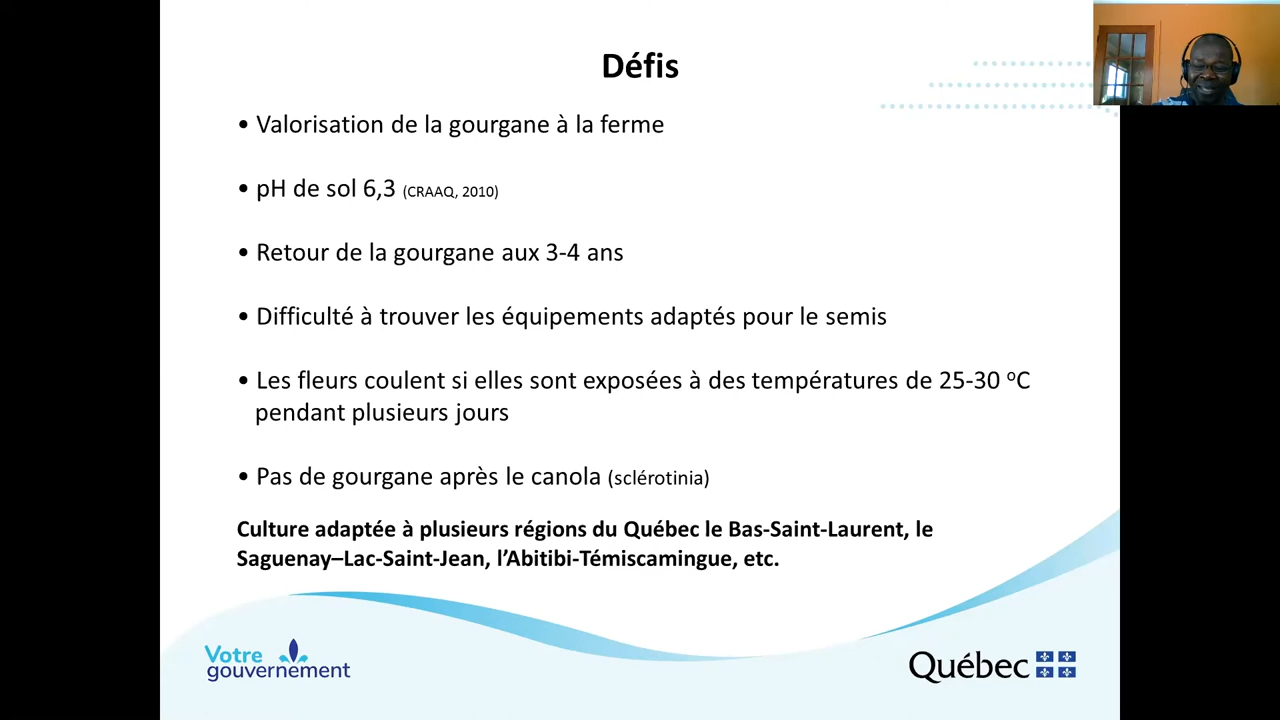 Défis
• Valorisation de la gourgane à la ferme
• pH de sol 6,3 (CRAAQ, 2010)
• Retour de la gourgane aux 3-4 ans
• Difficulté à trouver les équipements adaptés pour le semis
• Les fleurs coulent si elles sont exposées à des températures de 25-30 ºC
pendant plusieurs jours
• Pas de gourgane après le canola (sclérotinia)
Culture adaptée à plusieurs régions du Québec le Bas-Saint-Laurent, le
Saguenay–Lac-Saint-Jean, l’Abitibi-Témiscamingue, etc.
Votre
gouvernement
Québec